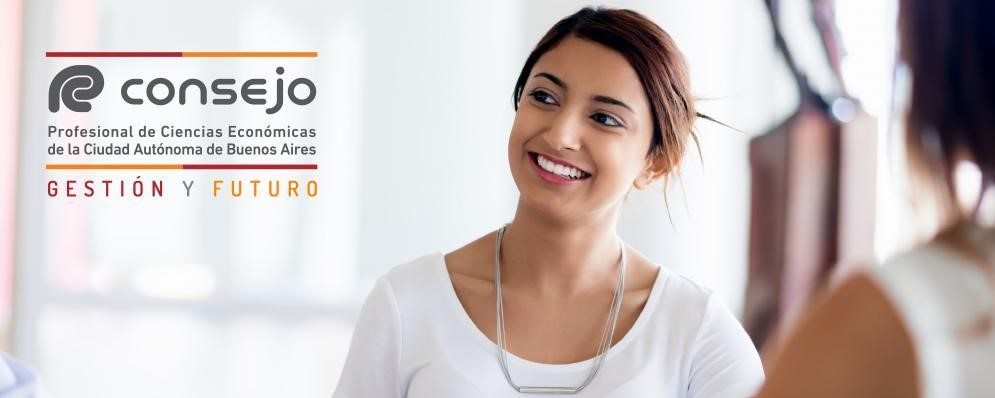 consejo
Profesional de Ciencias Económicas
de la Ciudad Autónoma de Buenos Aires
GESTIÓN Y FUTURO